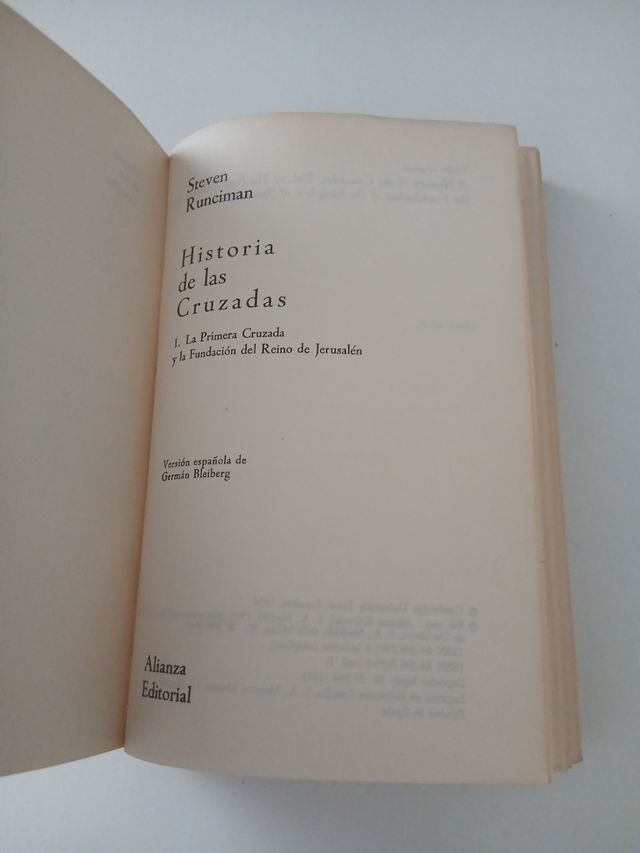 Steven
Runciman
Historia
de las
Cruzadas
I. La Primera Cruzada
y la Fundación del Reino de Jerusalén
Versión española de
Germán Bleiberg
Alianza
Editorial